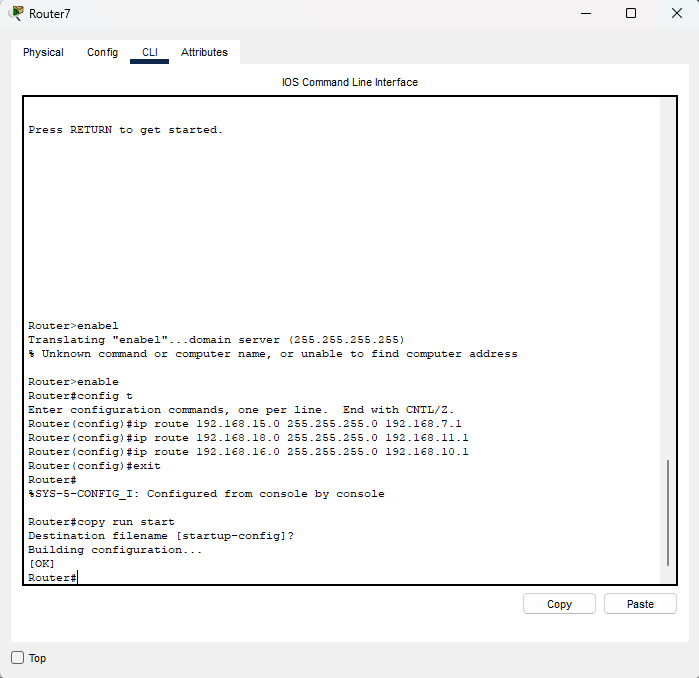 Router7
Physical Config CLI Attributes
IOS Command Line Interface
Press RETURN to get started.
Router>enabel
Translating "enabel"...domain server (255.255.255.255)
% Unknown command or computer name, or unable to find computer address
Router>enable
Router#config t
Enter configuration commands, one per line.  End with CNTL/Z.
Router(config)#ip route 192.168.15.0 255.255.255.0 192.168.7.1
Router(config)#ip route 192.168.18.0 255.255.255.0 192.168.11.1
Router(config)#ip route 192.168.16.0 255.255.255.0 192.168.10.1
Router(config)#exit
Router#
%SYS-5-CONFIG_I: Configured from console by console
Router#copy run start
Destination filename [startup-config]?
Building configuration...
[OK]
Router#
Copy Paste
Top